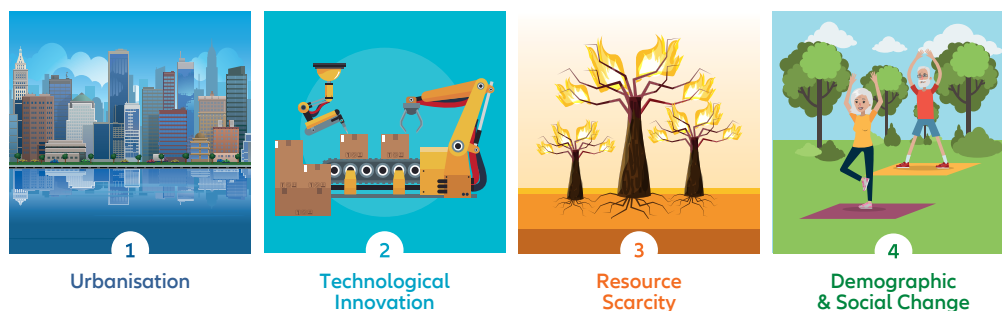 1
Urbanisation
2
Technological
Innovation
3
Resource
Scarcity
4
Demographic
& Social Change